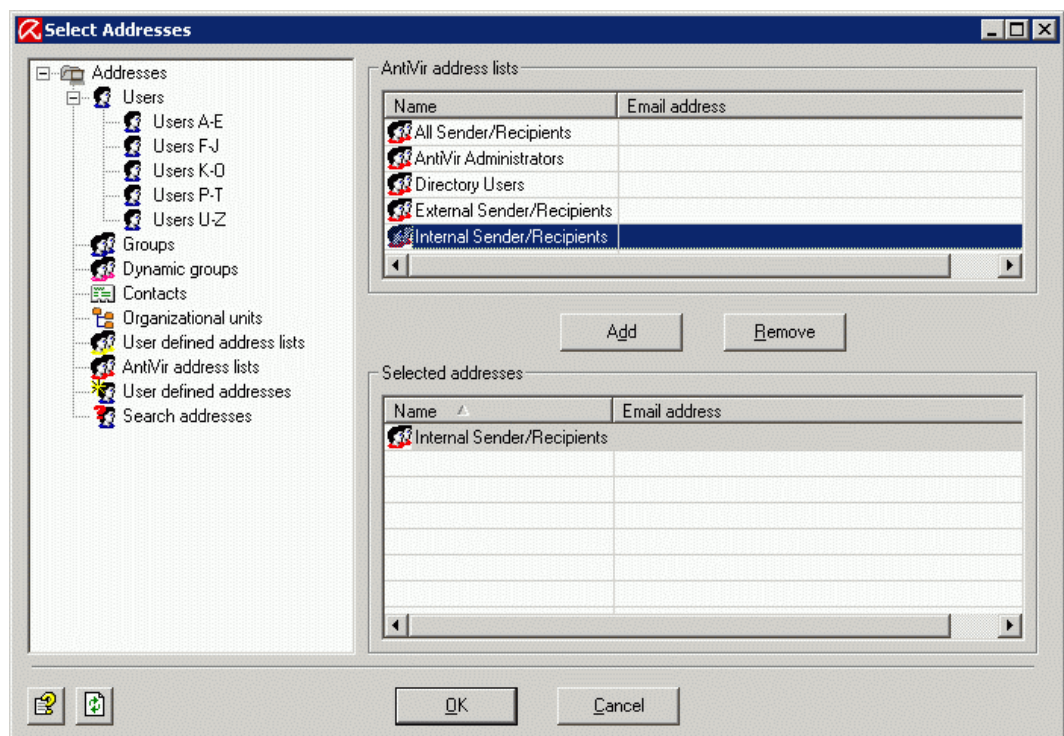 Select Addresses
Addresses
Users
Users A-E
Users F-J
Users K-O
Users P-T
Users U-Z
Groups
Dynamic groups
Contacts
Organizational units
User defined address lists
AntiVir address lists
User defined addresses
Search addresses
AntiVir address lists
Name Email address
All Sender/Recipients
AntiVir Administrators
Directory Users
External Sender/Recipients
Internal Sender/Recipients
Add Remove
Selected addresses
Name Email address
Internal Sender/Recipients
OK Cancel